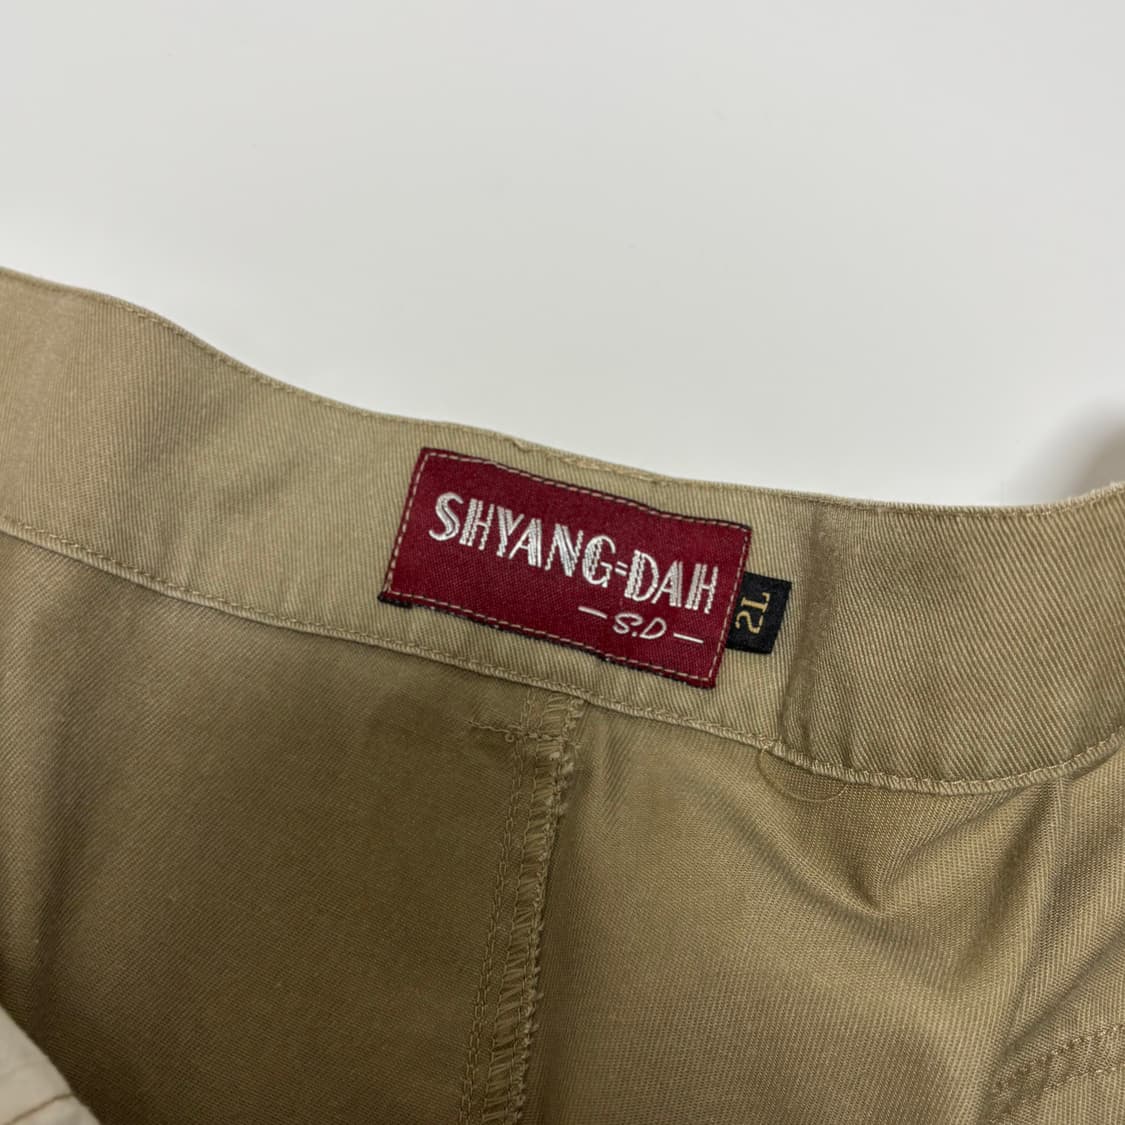 SHYANG=DAH
— S.D —
2L